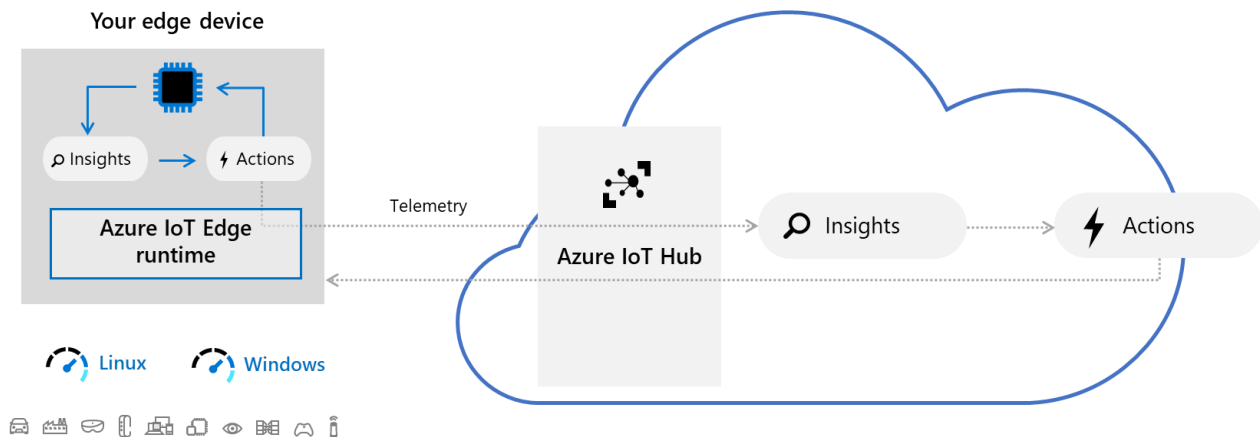 Your edge device
Insights
Actions
Azure IoT Edge
runtime
Telemetry
Azure IoT Hub
Insights
Actions
Linux
Windows